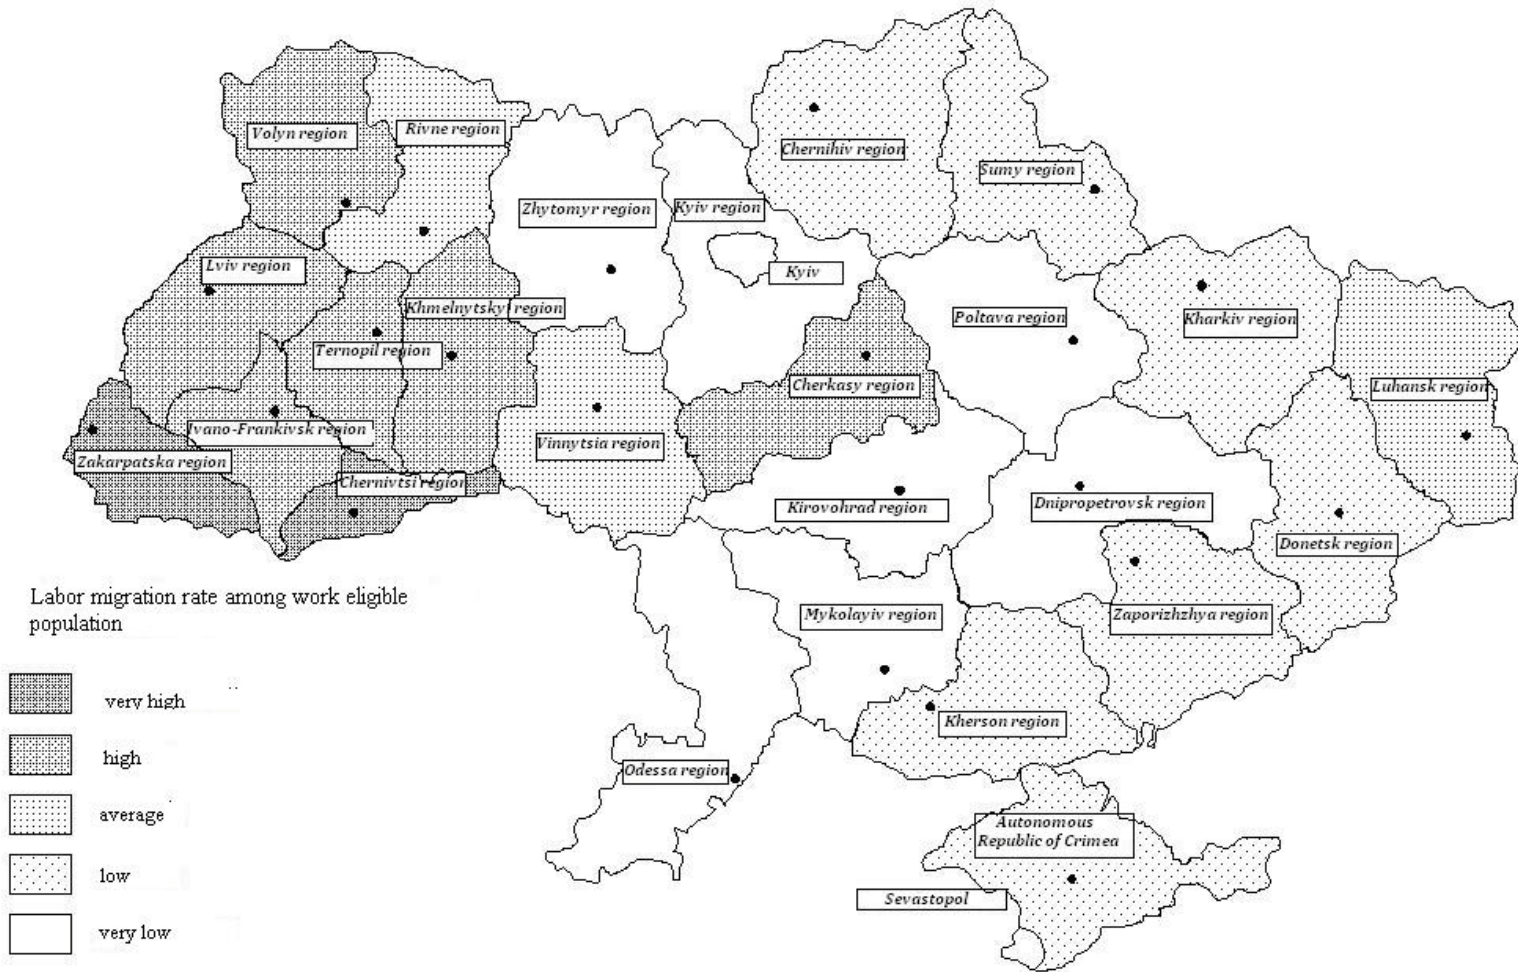 Volyn region
Rivne region
Chernihiv region
Sumy region
Zhytomyr region
Kyiv region
Lviv region
Kyiv
Khmelnytskyi region
Poltava region
Kharkiv region
Ternopil region
Cherkasy region
Luhansk region
Ivano-Frankivsk region
Vinnytsia region
Zakarpatska region
Chernivtsi region
Kirovohrad region
Dnipropetrovsk region
Donetsk region
Mykolayiv region
Zaporizhzhya region
Kherson region
Odessa region
Autonomous
Republic of Crimea
Sevastopol
Labor migration rate among work eligible
population
very high
high
average
low
very low